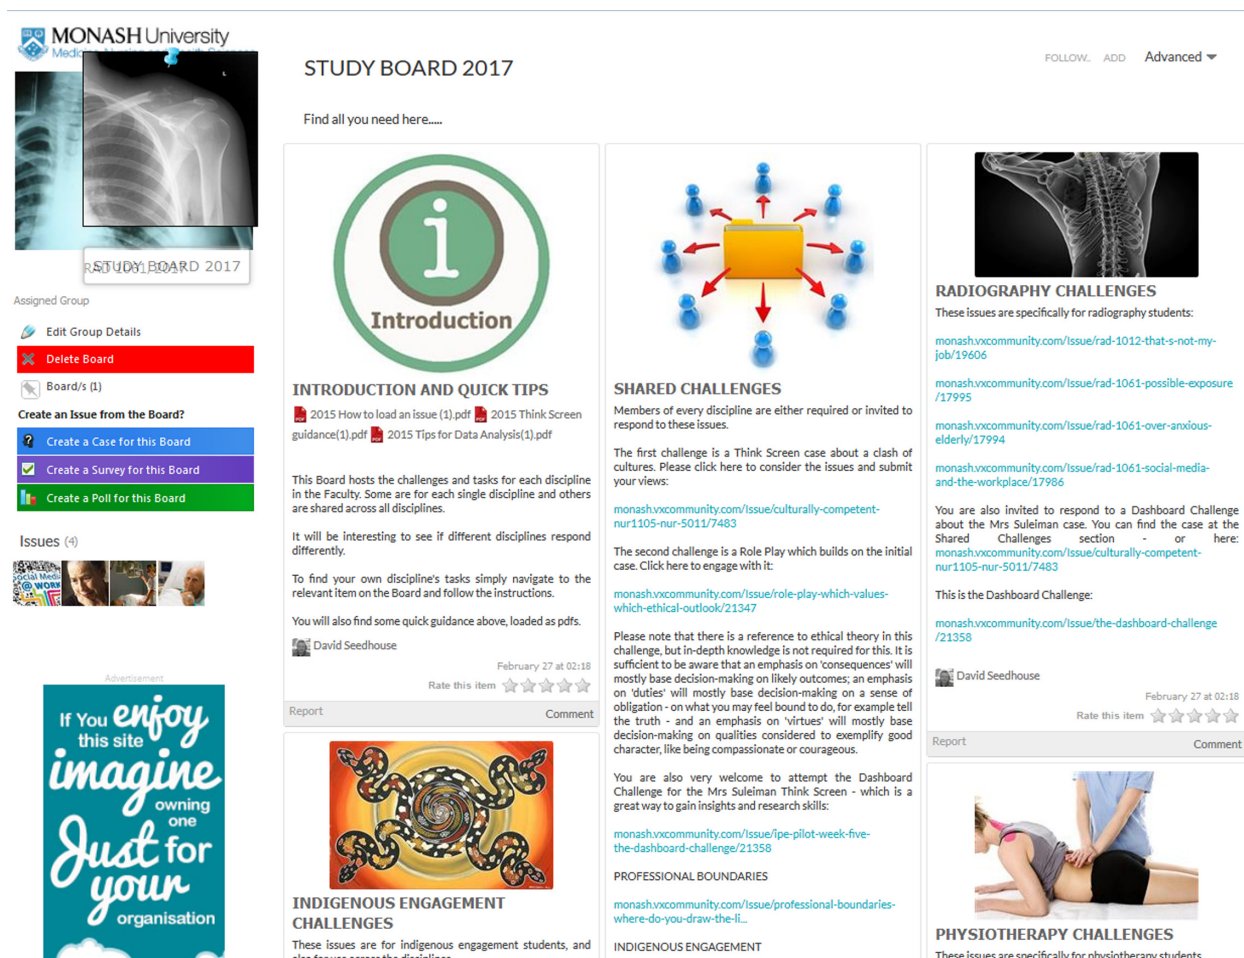 MONASH University
Medicine, Nursing and Health Sciences
STUDY BOARD 2017
FOLLOW.. ADD Advanced
Find all you need here.....
L
STUDY BOARD 2017
Assigned Group
Edit Group Details
Delete Board
Board/s (1)
Create an Issue from the Board?
Create a Case for this Board
Create a Survey for this Board
Create a Poll for this Board
Issues (4)
Social Media
@ WORK
Advertisement
If You enjoy
this site
imagine
owning
one
Just for
your
organisation
i
Introduction
INTRODUCTION AND QUICK TIPS
2015 How to load an issue (1).pdf 2015 Think Screen
guidance(1).pdf 2015 Tips for Data Analysis(1).pdf
This Board hosts the challenges and tasks for each discipline
in the Faculty. Some are for each single discipline and others
are shared across all disciplines.
It will be interesting to see if different disciplines respond
differently.
To find your own discipline's tasks simply navigate to the
relevant item on the Board and follow the instructions.
You will also find some quick guidance above, loaded as pdfs.
David Seedhouse
February 27 at 02:18
Rate this item
Report Comment
INDIGENOUS ENGAGEMENT
CHALLENGES
These issues are for indigenous engagement students, and
also for use across the disciplines.
SHARED CHALLENGES
Members of every discipline are either required or invited to
respond to these issues.
The first challenge is a Think Screen case about a clash of
cultures. Please click here to consider the issues and submit
your views:
monash.vxcommunity.com/Issue/culturally-competent-
nur1105-nur-5011/7483
The second challenge is a Role Play which builds on the initial
case. Click here to engage with it:
monash.vxcommunity.com/Issue/role-play-which-values-
which-ethical-outlook/21347
Please note that there is a reference to ethical theory in this
challenge, but in-depth knowledge is not required for this. It is
sufficient to be aware that an emphasis on 'consequences' will
mostly base decision-making on likely outcomes; an emphasis
on 'duties' will mostly base decision-making on a sense of
obligation - on what you may feel bound to do, for example tell
the truth - and an emphasis on 'virtues' will mostly base
decision-making on qualities considered to exemplify good
character, like being compassionate or courageous.
You are also very welcome to attempt the Dashboard
Challenge for the Mrs Suleiman Think Screen - which is a
great way to gain insights and research skills:
monash.vxcommunity.com/Issue/ipe-pilot-week-five-
the-dashboard-challenge/21358
PROFESSIONAL BOUNDARIES
monash.vxcommunity.com/Issue/professional-boundaries-
where-do-you-draw-the-li...
INDIGENOUS ENGAGEMENT
RADIOGRAPHY CHALLENGES
These issues are specifically for radiography students:
monash.vxcommunity.com/Issue/rad-1012-that-s-not-my-
job/19606
monash.vxcommunity.com/Issue/rad-1061-possible-exposure
/17995
monash.vxcommunity.com/Issue/rad-1061-over-anxious-
elderly/17994
monash.vxcommunity.com/Issue/rad-1061-social-media-
and-the-workplace/17986
You are also invited to respond to a Dashboard Challenge
about the Mrs Suleiman case. You can find the case at the
Shared Challenges section - or here:
monash.vxcommunity.com/Issue/culturally-competent-
nur1105-nur-5011/7483
This is the Dashboard Challenge:
monash.vxcommunity.com/Issue/the-dashboard-challenge
/21358
David Seedhouse
February 27 at 02:18
Rate this item
Report Comment
PHYSIOTHERAPY CHALLENGES
These issues are specifically for physiotherapy students